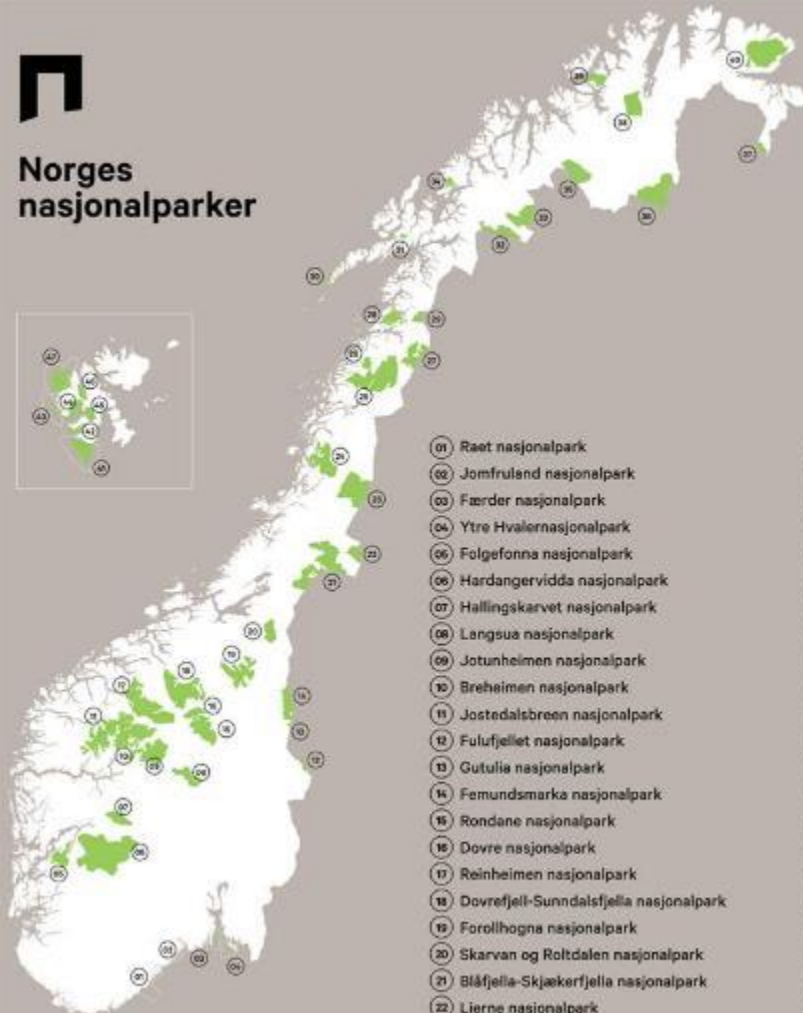 Norges
nasjonalparker
01 Raet nasjonalpark
02 Jomfruland nasjonalpark
03 Færder nasjonalpark
04 Ytre Hvalernasjonalpark
05 Folgefonna nasjonalpark
06 Hardangervidda nasjonalpark
07 Hallingskarvet nasjonalpark
08 Langsua nasjonalpark
09 Jotunheimen nasjonalpark
10 Breheimen nasjonalpark
11 Jostedalsbreen nasjonalpark
12 Fulufjellet nasjonalpark
13 Gutulia nasjonalpark
14 Femundsmarka nasjonalpark
15 Rondane nasjonalpark
16 Dovre nasjonalpark
17 Reinheimen nasjonalpark
18 Dovrefjell-Sunndalsfjella nasjonalpark
19 Forollhogna nasjonalpark
20 Skarvan og Roltdalen nasjonalpark
21 Blåfjella-Skjækerfjella nasjonalpark
22 Lierne nasjonalpark